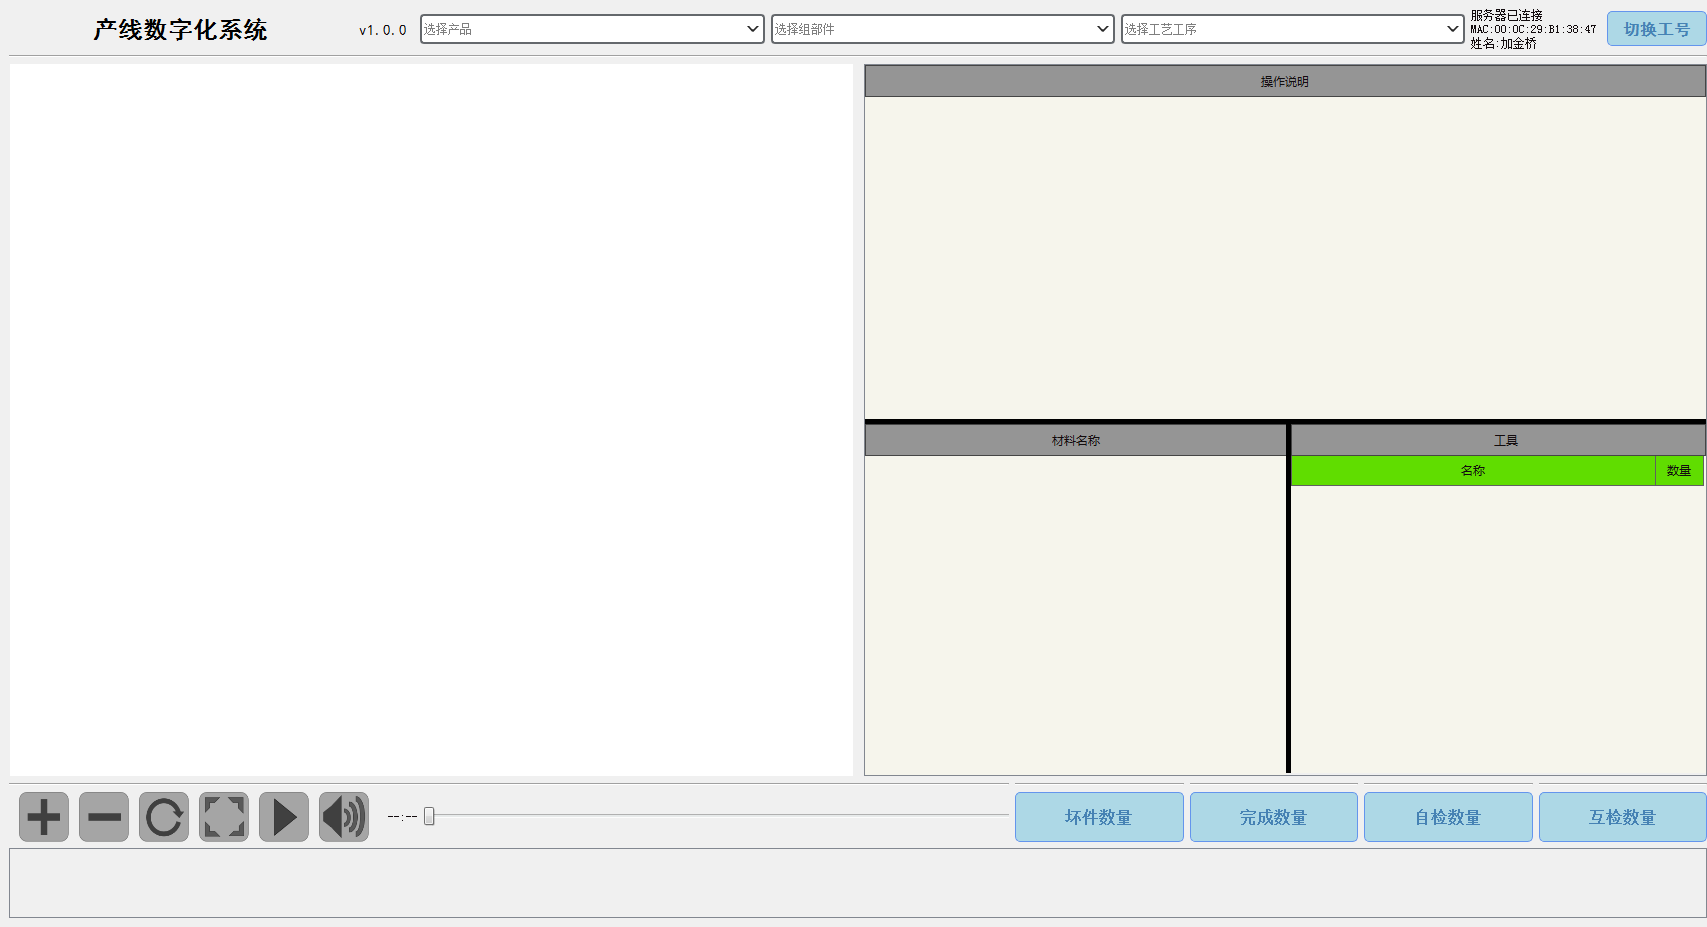 产线数字化系统
v1.0.0
选择产品
选择组部件
选择工艺工序
服务器已连接
MAC:00:0C:29:B1:38:47
姓名:加金桥
切换工号
操作说明
材料名称
工具
名称
数量
--:--
坏件数量
完成数量
自检数量
互检数量